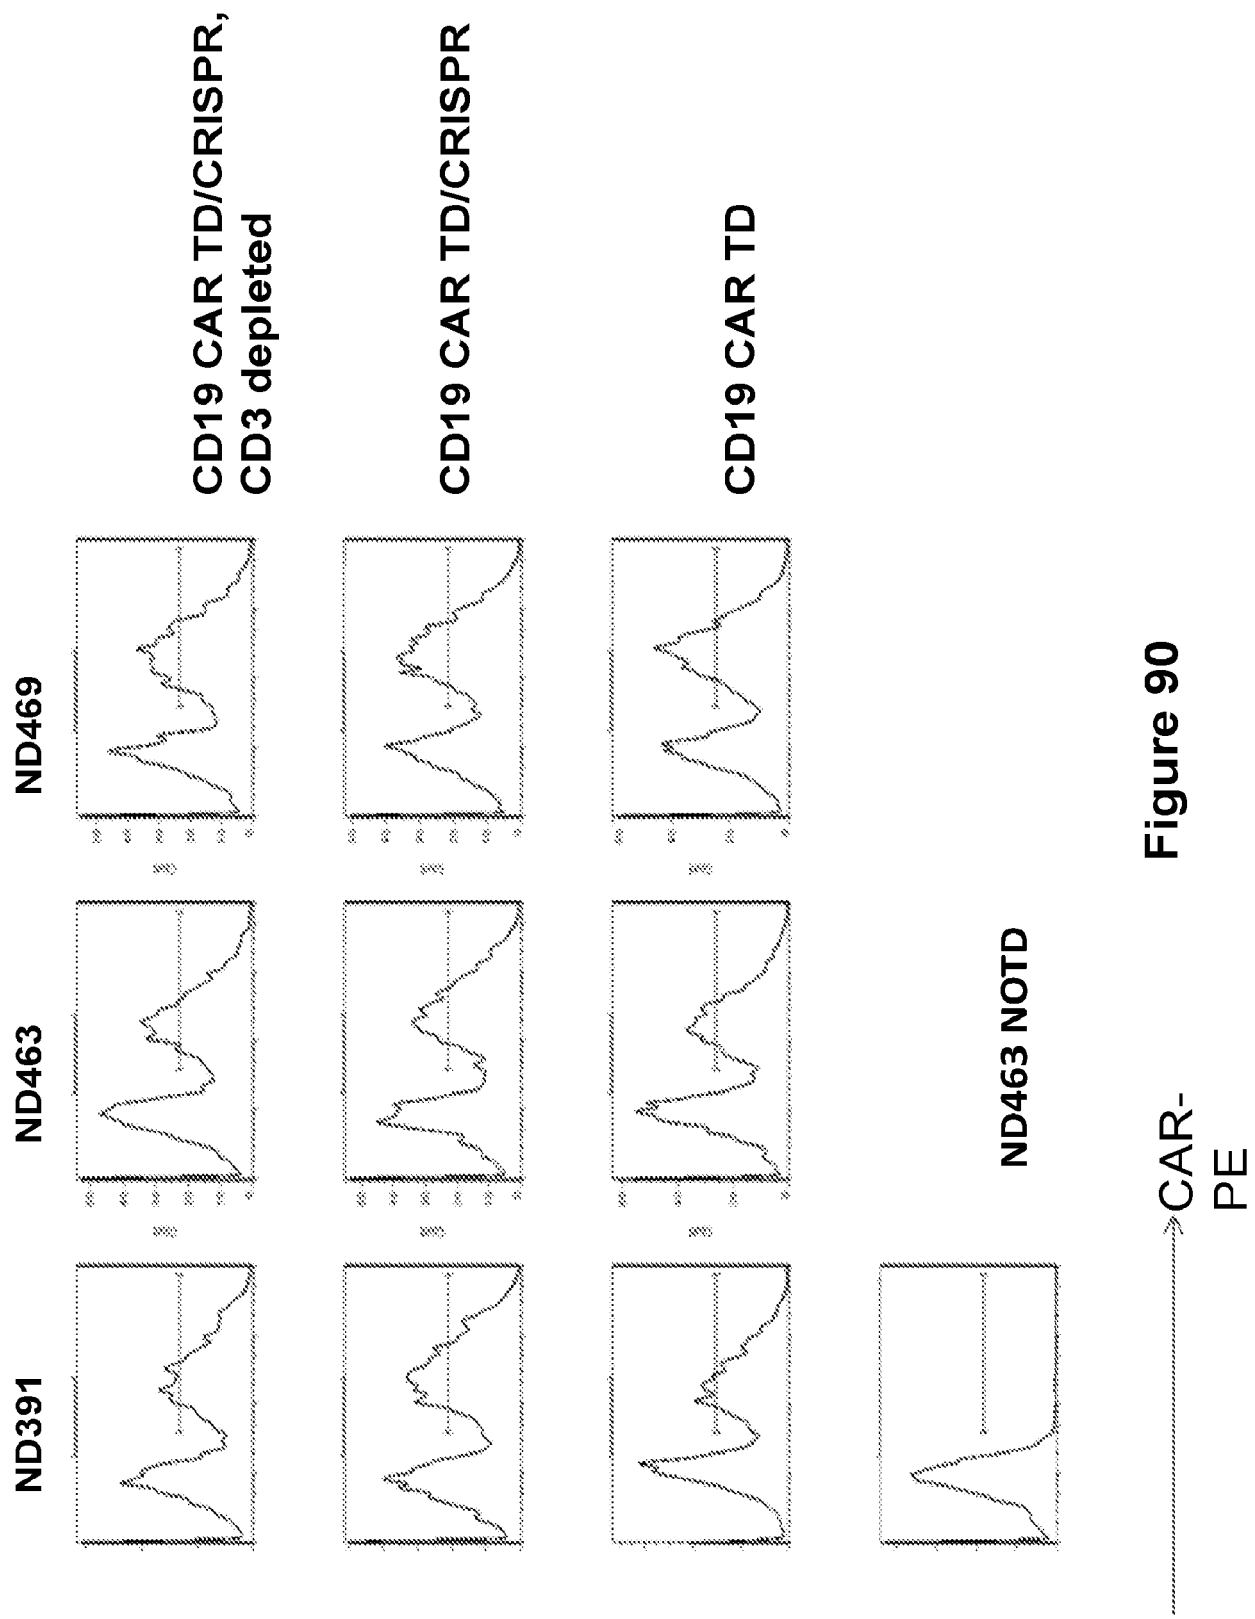 ND391
ND463
ND469
CD19 CAR TD/CRISPR,
CD3 depleted
CD19 CAR TD/CRISPR
CD19 CAR TD
ND463 NOTD
CAR-
PE
Figure 90